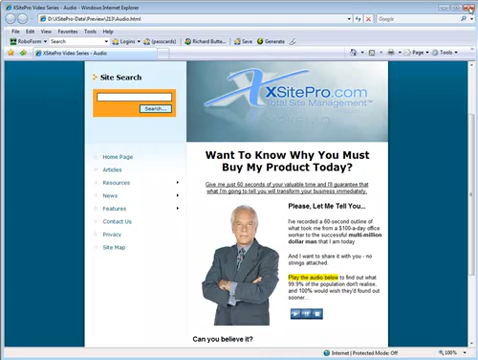 XSitePro Video Series - Audio - Windows Internet Explorer
D:\XSitePro-Data\Preview\213\Audio.html
Google
File Edit View Favorites Tools Help
RoboForm Search Logins (passcards) Richard Butte... Save Generate
XSitePro Video Series - Audio
Page Tools
Site Search
Search...
Home Page
Articles
Resources
News
Features
Contact Us
Privacy
Site Map
XSitePro.com
Total Site Management™
Want To Know Why You Must
Buy My Product Today?
Give me just 60 seconds of your valuable time and I'll guarantee that
what I'm going to tell you will transform your business immediately.
Please, Let Me Tell You...
I've recorded a 60-second outline of
what took me from a $100-a-day office
worker to the successful multi-million
dollar man that I am today
And I want to share it with you - no
strings attached.
Play the audio below to find out what
99.9% of the population don't realise,
and 100% would wish they'd found out
sooner...
Can you believe it?
Internet | Protected Mode: Off
100%